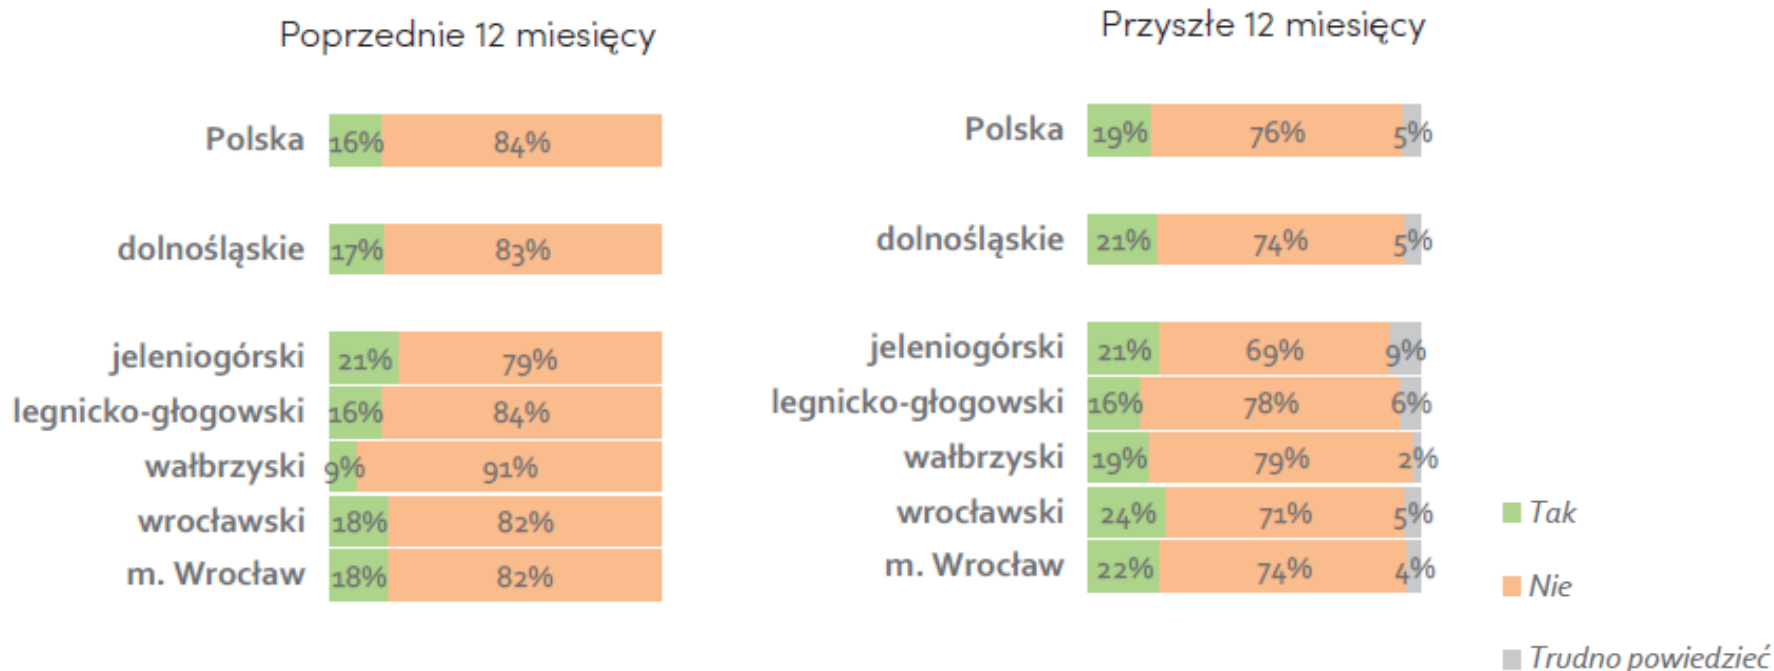 Poprzednie 12 miesięcy
Polska 16% 84%
dolnośląskie 17% 83%
jeleniogórski 21% 79%
legnicko-głogowski 16% 84%
wałbrzyski 9% 91%
wrocławski 18% 82%
m. Wrocław 18% 82%
Przyszłe 12 miesięcy
Polska 19% 76% 5%
dolnośląskie 21% 74% 5%
jeleniogórski 21% 69% 9%
legnicko-głogowski 16% 78% 6%
wałbrzyski 19% 79% 2%
wrocławski 24% 71% 5%
m. Wrocław 22% 74% 4%
Tak
Nie
Trudno powiedzieć